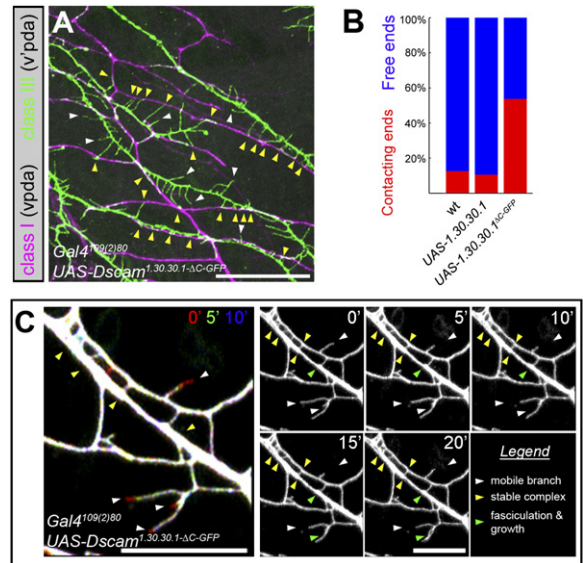 A
class I (vpda) class III (v'pda)
Gal4109(2)80
UAS-Dscam1.30.30.1-ΔC-GFP
B
Contacting ends Free ends
100%
80%
60%
40%
20%
wt
UAS-1.30.30.1
UAS-1.30.30.1ΔC-GFP
C
0' 5' 10'
Gal4109(2)80
UAS-Dscam1.30.30.1-ΔC-GFP
0'
5'
10'
15'
20'
Legend
mobile branch
stable complex
fasciculation &
growth